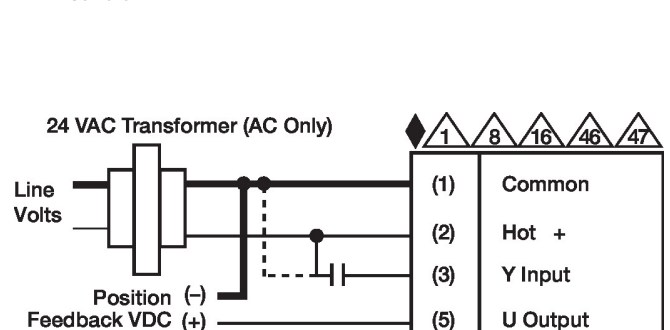 24 VAC Transformer (AC Only)
1 8 16 46 47
Line
Volts
(1) Common
(2) Hot +
(3) Y Input
Position (–)
Feedback VDC (+)
(5) U Output